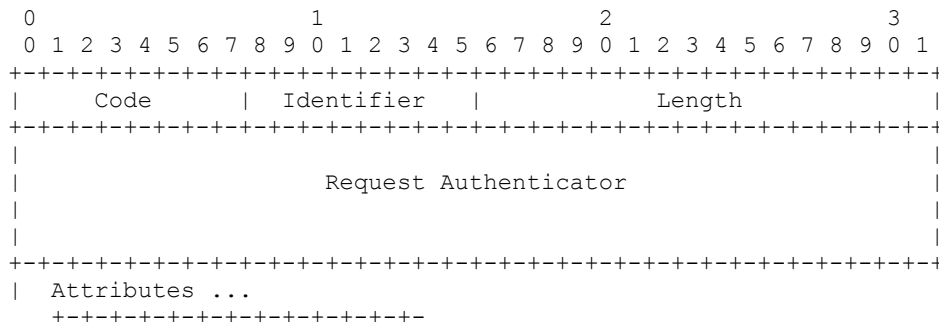 0                   1                   2                   3
 0 1 2 3 4 5 6 7 8 9 0 1 2 3 4 5 6 7 8 9 0 1 2 3 4 5 6 7 8 9 0 1
+-+-+-+-+-+-+-+-+-+-+-+-+-+-+-+-+-+-+-+-+-+-+-+-+-+-+-+-+-+-+-+-+
|     Code      |  Identifier   |            Length             |
+-+-+-+-+-+-+-+-+-+-+-+-+-+-+-+-+-+-+-+-+-+-+-+-+-+-+-+-+-+-+-+-+
|                                                               |
|                     Request Authenticator                     |
|                                                               |
|                                                               |
+-+-+-+-+-+-+-+-+-+-+-+-+-+-+-+-+-+-+-+-+-+-+-+-+-+-+-+-+-+-+-+-+
|  Attributes ...
   +-+-+-+-+-+-+-+-+-+-+-+-+-